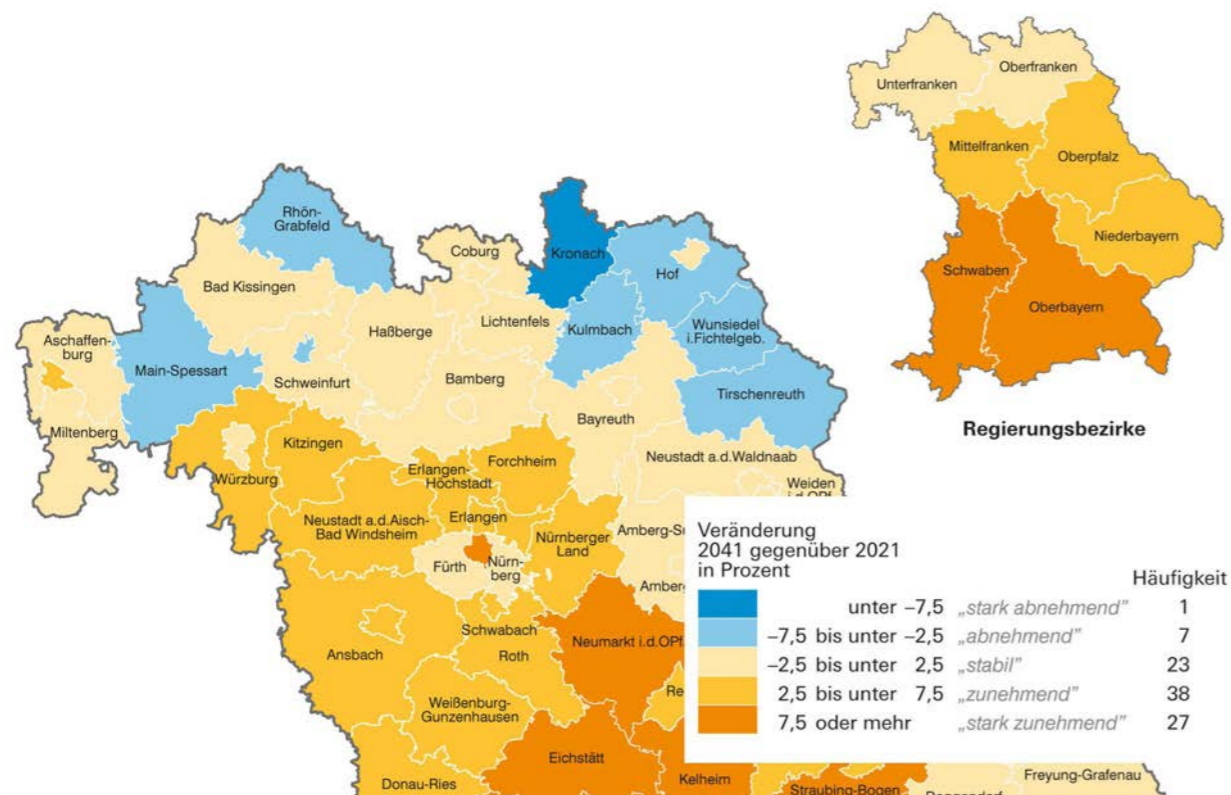 Unterfranken
Oberfranken
Mittelfranken
Oberpfalz
Niederbayern
Schwaben
Oberbayern
Regierungsbezirke
Rhön-
Grabfeld
Coburg
Kronach
Hof
Bad Kissingen
Lichtenfels
Kulmbach
Wunsiedel
i.Fichtelgeb.
Haßberge
Aschaffen-
burg
Main-Spessart
Schweinfurt
Bamberg
Tirschenreuth
Bayreuth
Miltenberg
Kitzingen
Forchheim
Neustadt a.d.Waldnaab
Erlangen-
Höchstadt
Würzburg
Weiden
i.d.OPf.
Neustadt a.d.Aisch-
Bad Windsheim
Erlangen
Nürnberger
Land
Fürth
Nürn-
berg
Ansbach
Schwabach
Roth
Neumarkt i.d.OPf.
Weißenburg-
Gunzenhausen
Eichstätt
Donau-Ries
Kelheim
Straubing-Bogen
Freyung-Grafenau
Veränderung
2041 gegenüber 2021
in Prozent
Häufigkeit
unter –7,5 „stark abnehmend” 1
–7,5 bis unter –2,5 „abnehmend” 7
–2,5 bis unter 2,5 „stabil” 23
2,5 bis unter 7,5 „zunehmend” 38
7,5 oder mehr „stark zunehmend” 27